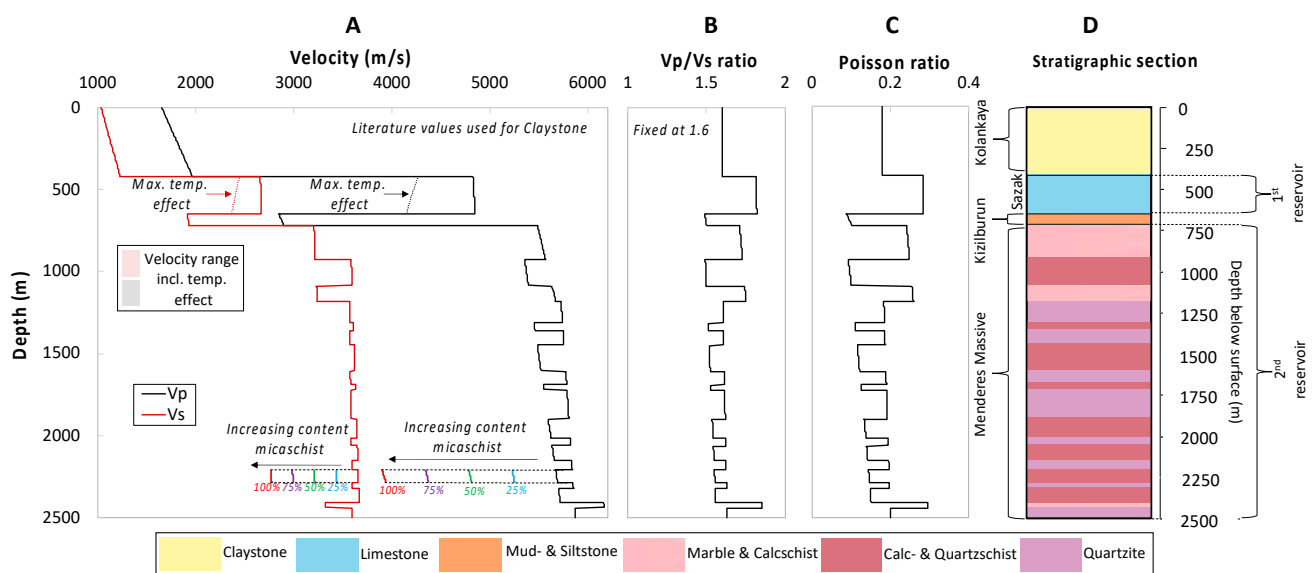 A
B
C
D
Velocity (m/s)
Vp/Vs ratio
Poisson ratio
Stratigraphic section
1000 2000 3000 4000 5000 6000
1 1.5 2
0 0.2 0.4
Depth (m)
0
500
1000
1500
2000
2500
Literature values used for Claystone
Max. temp.
effect
Max. temp.
effect
Velocity range
incl. temp.
effect
Vp
Vs
Increasing content
micaschist
100% 75% 50% 25%
Increasing content
micaschist
100% 75% 50% 25%
Fixed at 1.6
Kolankaya
Sazak
Kizilburun
Menderes Massive
0
250
500
750
1000
1250
1500
1750
2000
2250
2500
Depth below surface (m)
1st
reservoir
2nd
reservoir
Claystone
Limestone
Mud- & Siltstone
Marble & Calcschist
Calc- & Quartzschist
Quartzite